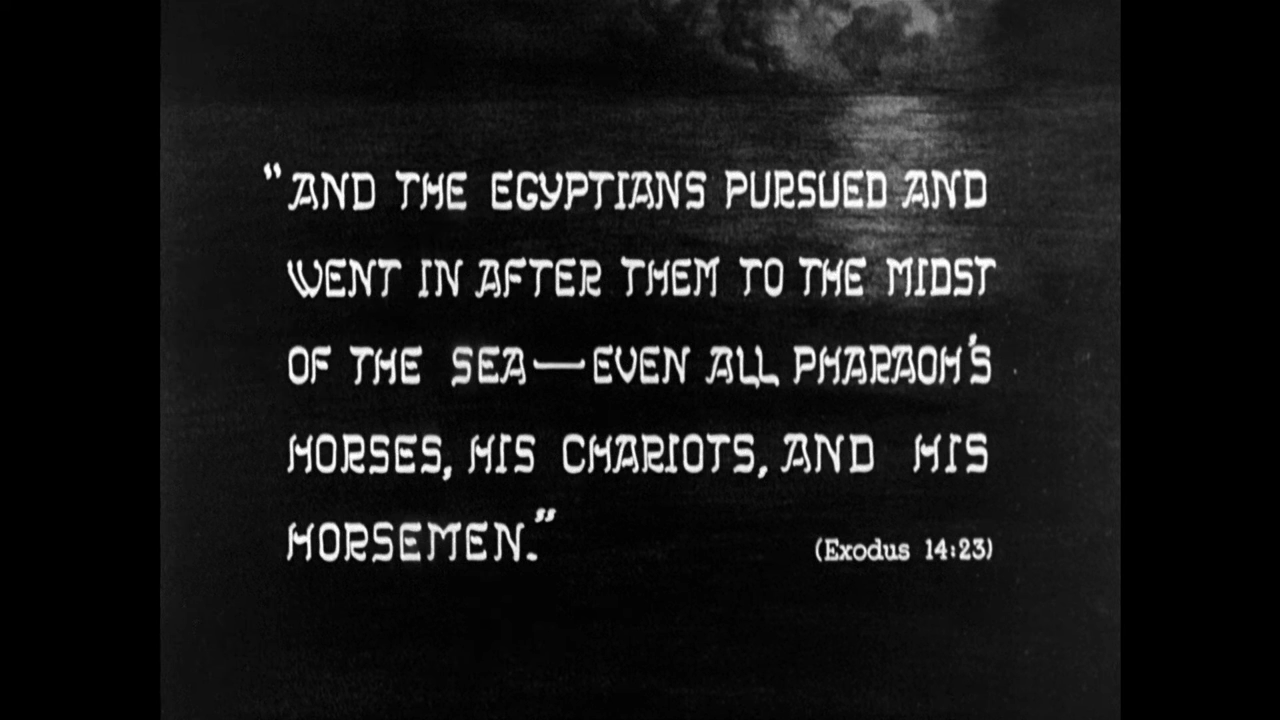 "AND THE EGYPTIANS PURSUED AND
WENT IN AFTER THEM TO THE MIDST
OF THE SEA—EVEN ALL PHARAOH'S
HORSES, HIS CHARIOTS, AND HIS
HORSEMEN."
(Exodus 14:23)